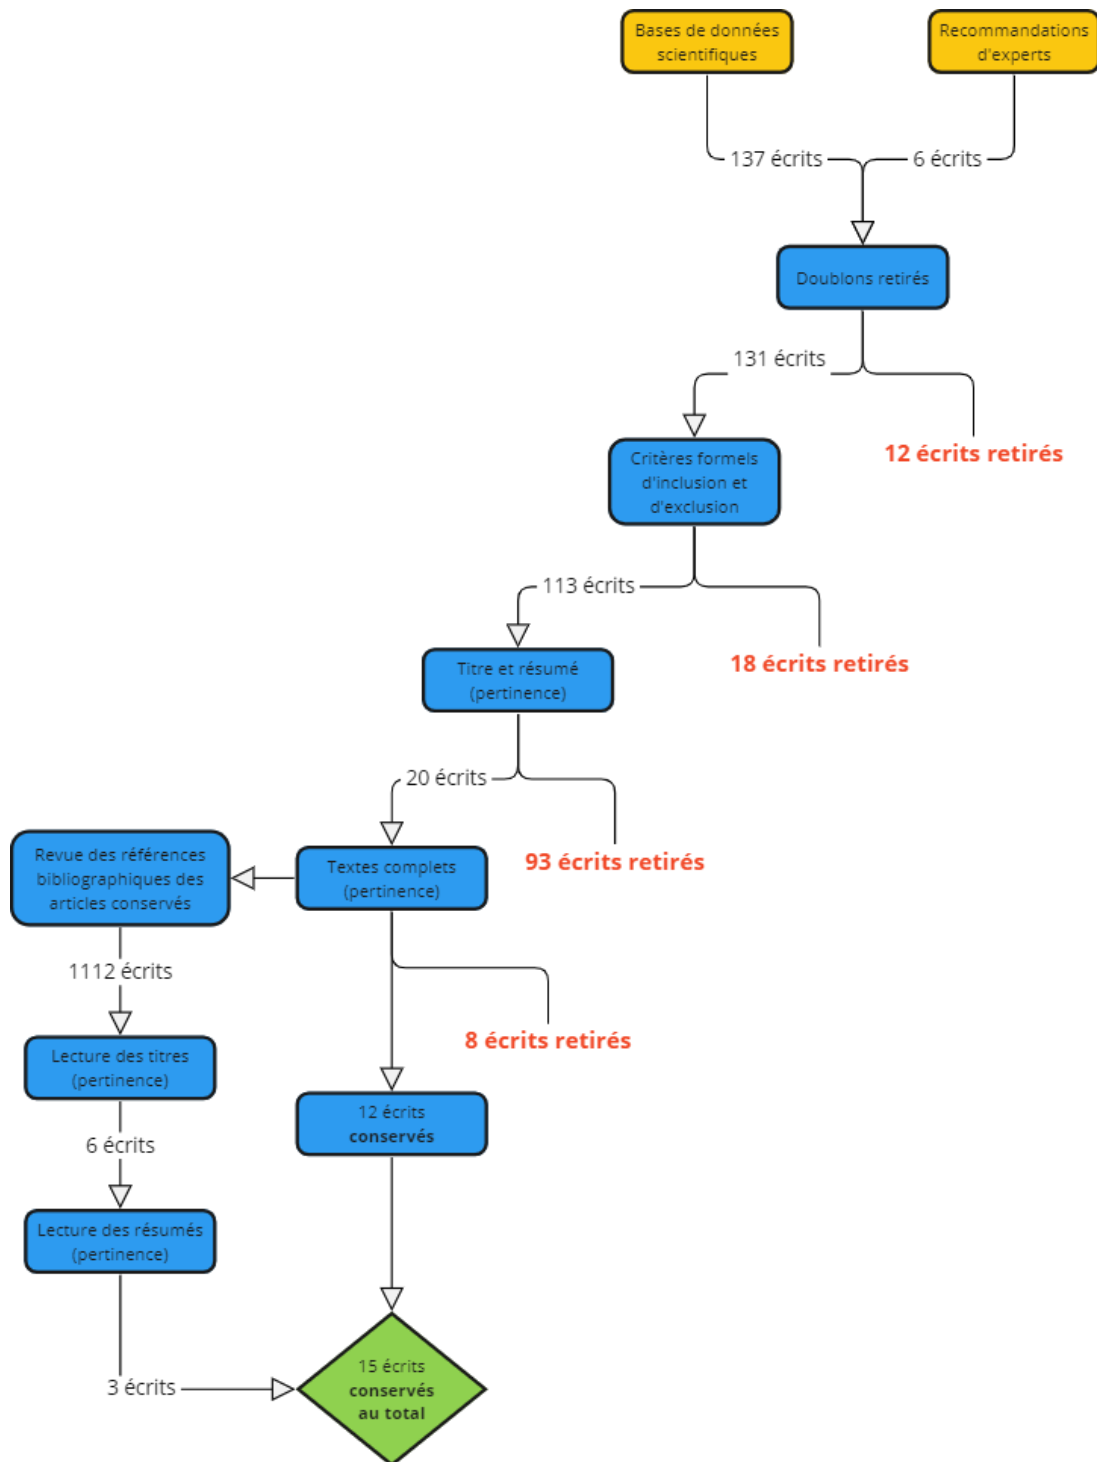 Bases de données
scientifiques
Recommandations
d'experts
137 écrits
6 écrits
Doublons retirés
131 écrits
12 écrits retirés
Critères formels
d'inclusion et
d'exclusion
113 écrits
18 écrits retirés
Titre et résumé
(pertinence)
20 écrits
93 écrits retirés
Revue des références
bibliographiques des
articles conservés
Textes complets
(pertinence)
1112 écrits
8 écrits retirés
Lecture des titres
(pertinence)
12 écrits
conservés
6 écrits
Lecture des résumés
(pertinence)
3 écrits
15 écrits
conservés
au total